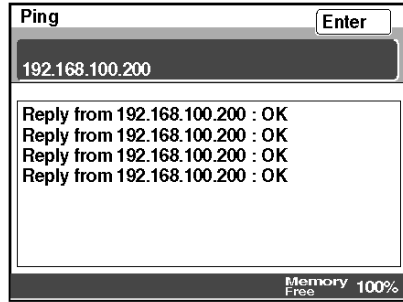 Ping
Enter
192.168.100.200
Reply from 192.168.100.200 : OK
Reply from 192.168.100.200 : OK
Reply from 192.168.100.200 : OK
Reply from 192.168.100.200 : OK
Memory Free 100%